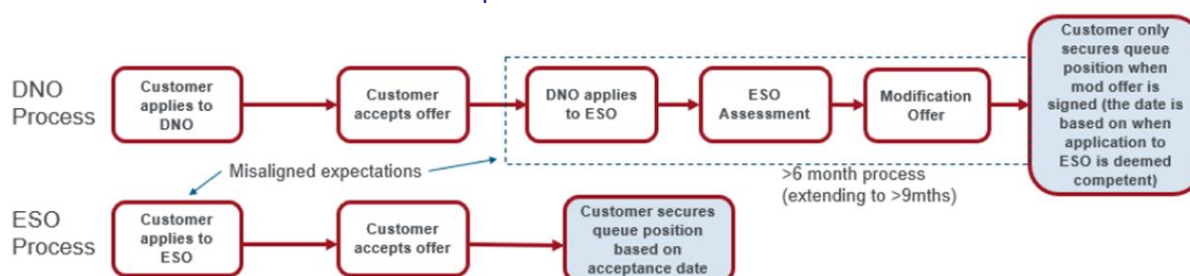 DNO
Process
Customer
applies to
DNO
Customer
accepts offer
DNO applies
to ESO
ESO
Assessment
Modification
Offer
Customer only
secures queue
position when
mod offer is
signed (the date is
based on when
application to
ESO is deemed
competent)
Misaligned expectations
>6 month process
(extending to >9mths)
ESO
Process
Customer
applies to
ESO
Customer
accepts offer
Customer secures
queue position
based on
acceptance date